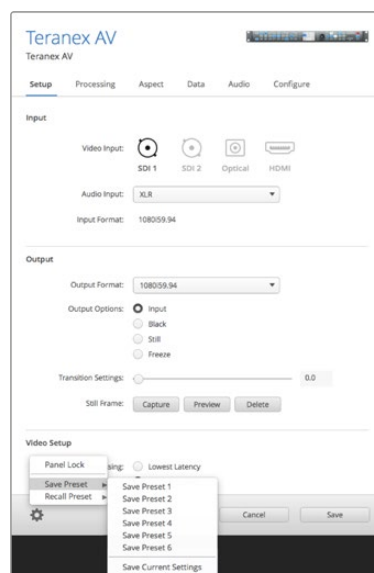 Teranex AV
Teranex AV
Setup Processing Aspect Data Audio Configure
Input
Video Input:
SDI 1 SDI 2 Optical HDMI
Audio Input: XLR
Input Format: 1080i59.94
Output
Output Format: 1080i59.94
Output Options: Input
Black
Still
Freeze
Transition Settings: 0.0
Still Frame: Capture Preview Delete
Video Setup
Panel Lock
sing: Lowest Latency
Save Preset
Recall Preset
Save Preset 1
Save Preset 2
Save Preset 3
Save Preset 4
Save Preset 5
Save Preset 6
Save Current Settings
Cancel Save